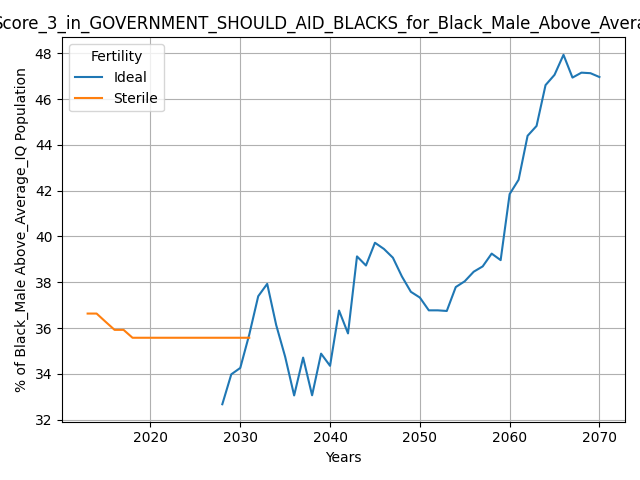 Score_3_in_GOVERNMENT_SHOULD_AID_BLACKS_for_Black_Male_Above_Avera
Fertility
Ideal
Sterile
% of Black_Male Above_Average_IQ Population
48
46
44
42
40
38
36
34
32
2020 2030 2040 2050 2060 2070
Years